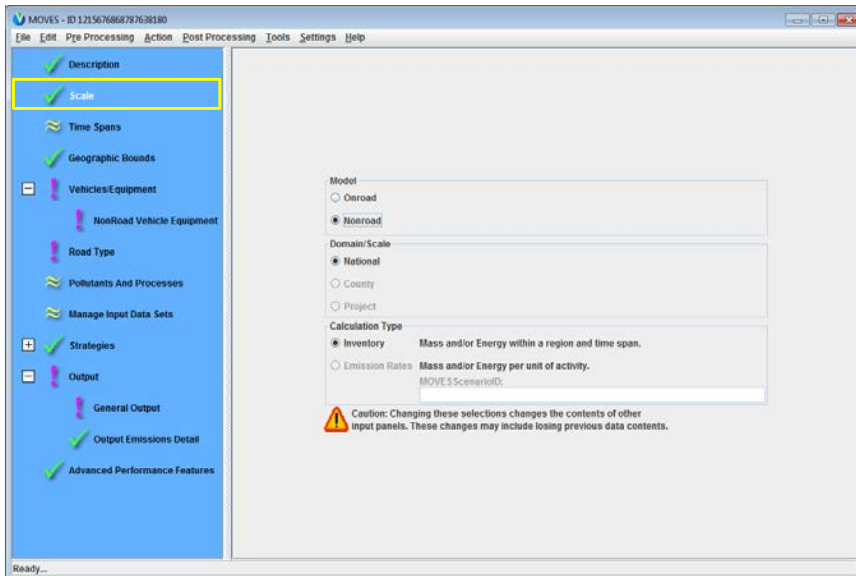 MOVES - ID 1215676868787638180
File Edit Pre Processing Action Post Processing Tools Settings Help
Description
Scale
Time Spans
Geographic Bounds
Vehicles/Equipment
NonRoad Vehicle Equipment
Road Type
Pollutants And Processes
Manage Input Data Sets
Strategies
Output
General Output
Output Emissions Detail
Advanced Performance Features
Model
Onroad
Nonroad
Domain/Scale
National
County
Project
Calculation Type
Inventory Mass and/or Energy within a region and time span.
Emission Rates Mass and/or Energy per unit of activity.
MOVESScenarioID:
Caution: Changing these selections changes the contents of other
input panels. These changes may include losing previous data contents.
Ready...